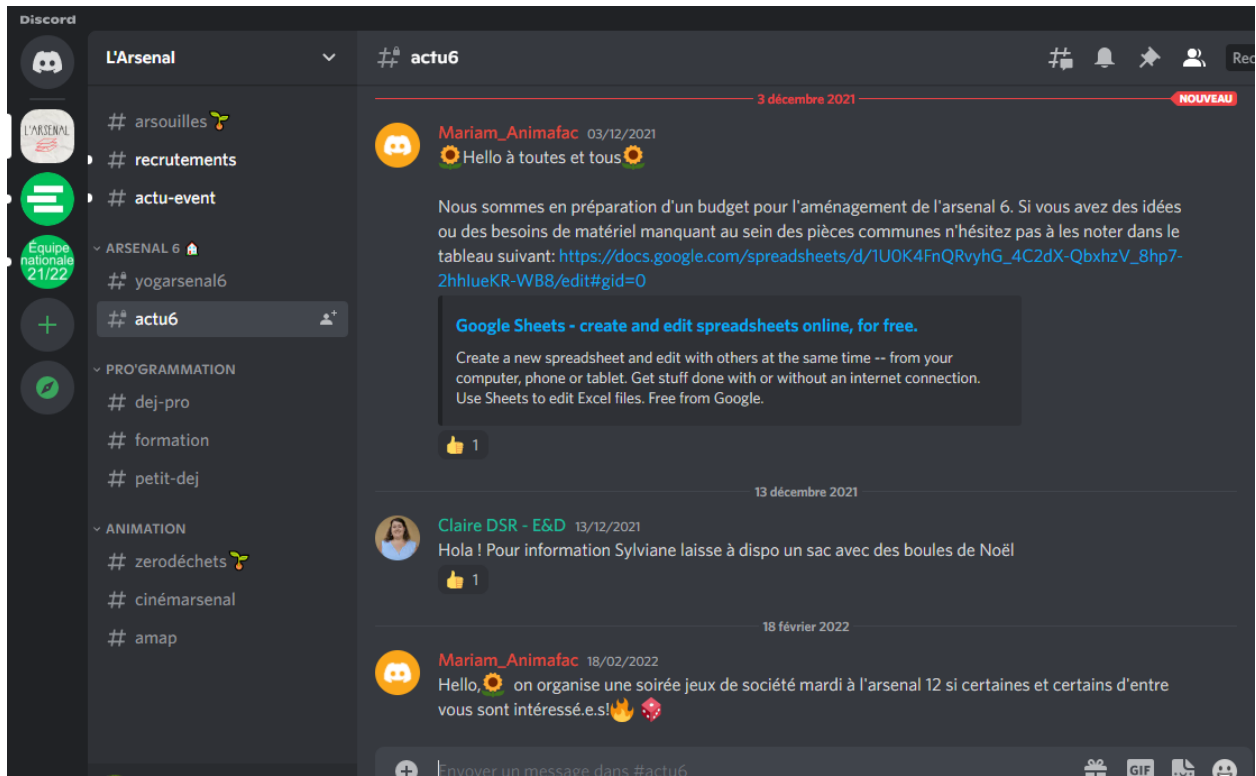 Discord
L'Arsenal
actu6
Rec
L'ARSENAL
Équipe
nationale
21/22
# arsouilles🌱
# recrutements
# actu-event
ARSENAL 6 🏠
# yogarsenal6
# actu6
PRO'GRAMMATION
# dej-pro
# formation
# petit-dej
ANIMATION
# zerodéchets🌱
# cinémarsenal
# amap
3 décembre 2021
NOUVEAU
Mariam_Animafac 03/12/2021
🌻Hello à toutes et tous🌻
Nous sommes en préparation d'un budget pour l'aménagement de l'arsenal 6. Si vous avez des idées
ou des besoins de matériel manquant au sein des pièces communes n'hésitez pas à les noter dans le
tableau suivant: https://docs.google.com/spreadsheets/d/1U0K4FnQRvyhG_4C2dX-QbxhzV_8hp7-
2hhlueKR-WB8/edit#gid=0
Google Sheets - create and edit spreadsheets online, for free.
Create a new spreadsheet and edit with others at the same time -- from your
computer, phone or tablet. Get stuff done with or without an internet connection.
Use Sheets to edit Excel files. Free from Google.
👍 1
13 décembre 2021
Claire DSR - E&D 13/12/2021
Hola ! Pour information Sylviane laisse à dispo un sac avec des boules de Noël
👍 1
18 février 2022
Mariam_Animafac 18/02/2022
Hello,🌻 on organise une soirée jeux de société mardi à l'arsenal 12 si certaines et certains d'entre
vous sont intéressé.e.s!🔥 🎲
Envoyer un message dans #actu6
GIF